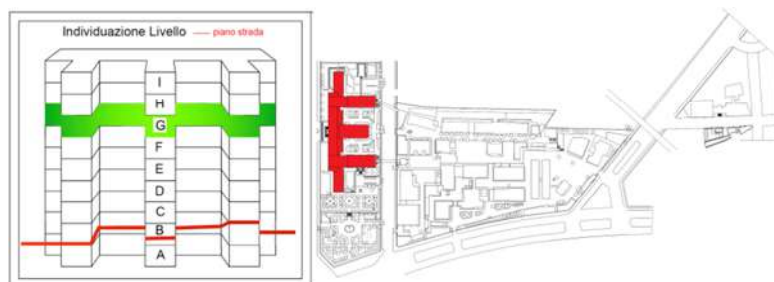 Individuazione Livello
piano strada
I
H
G
F
E
D
C
B
A